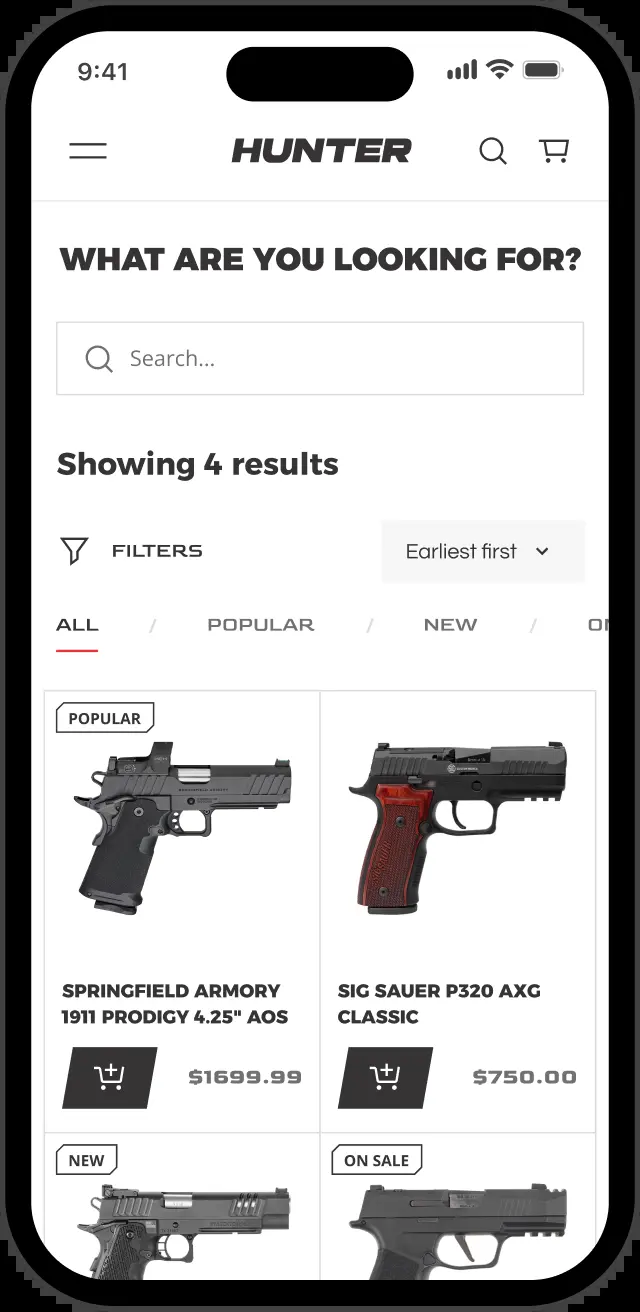 9:41
HUNTER
WHAT ARE YOU LOOKING FOR?
Search...
Showing 4 results
FILTERS
Earliest first
ALL / POPULAR / NEW / ON
POPULAR
SPRINGFIELD ARMORY
1911 PRODIGY 4.25" AOS
$1699.99
SIG SAUER P320 AXG
CLASSIC
$750.00
NEW
ON SALE